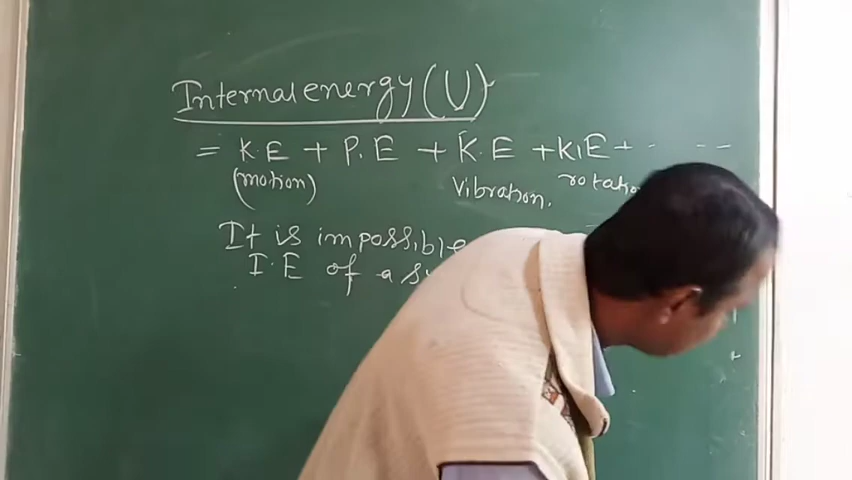 Internal energy (U)
= K.E + P.E + K.E + K.E + - - -
(motion) Vibration. rotation
It is impossible
I.E of a